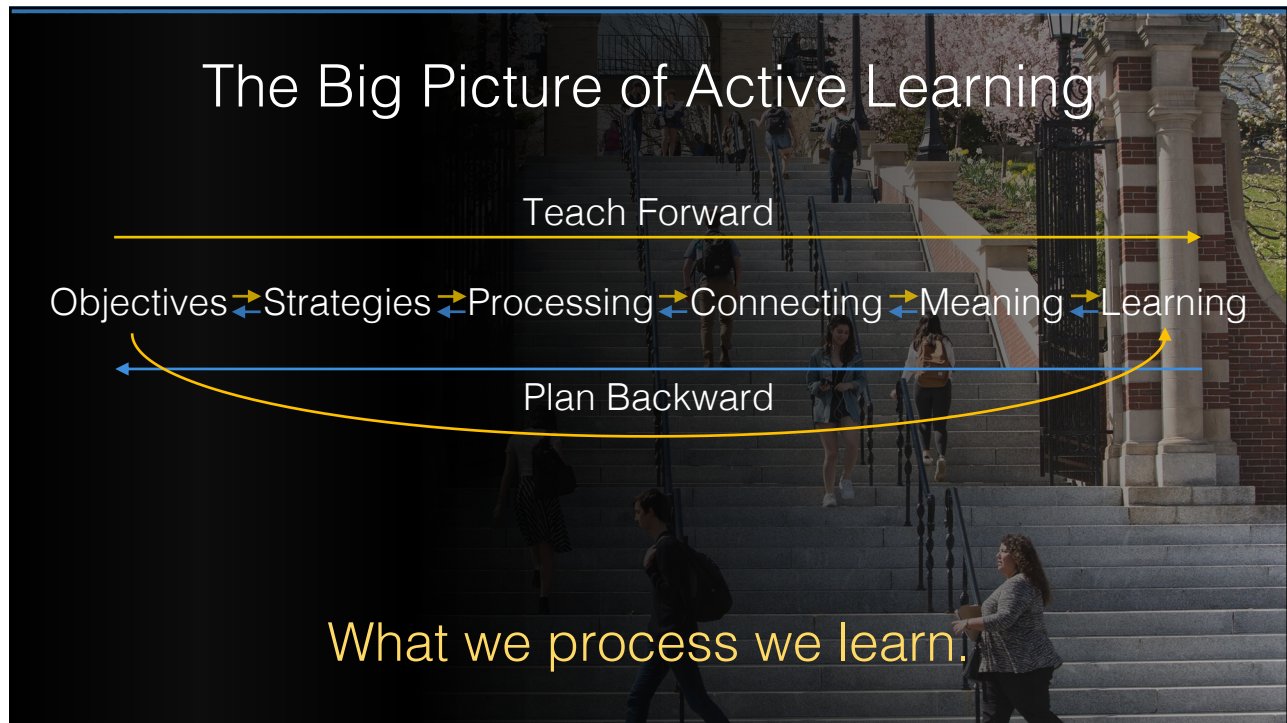 The Big Picture of Active Learning
Teach Forward
Objectives Strategies Processing Connecting Meaning Learning
Plan Backward
What we process we learn.